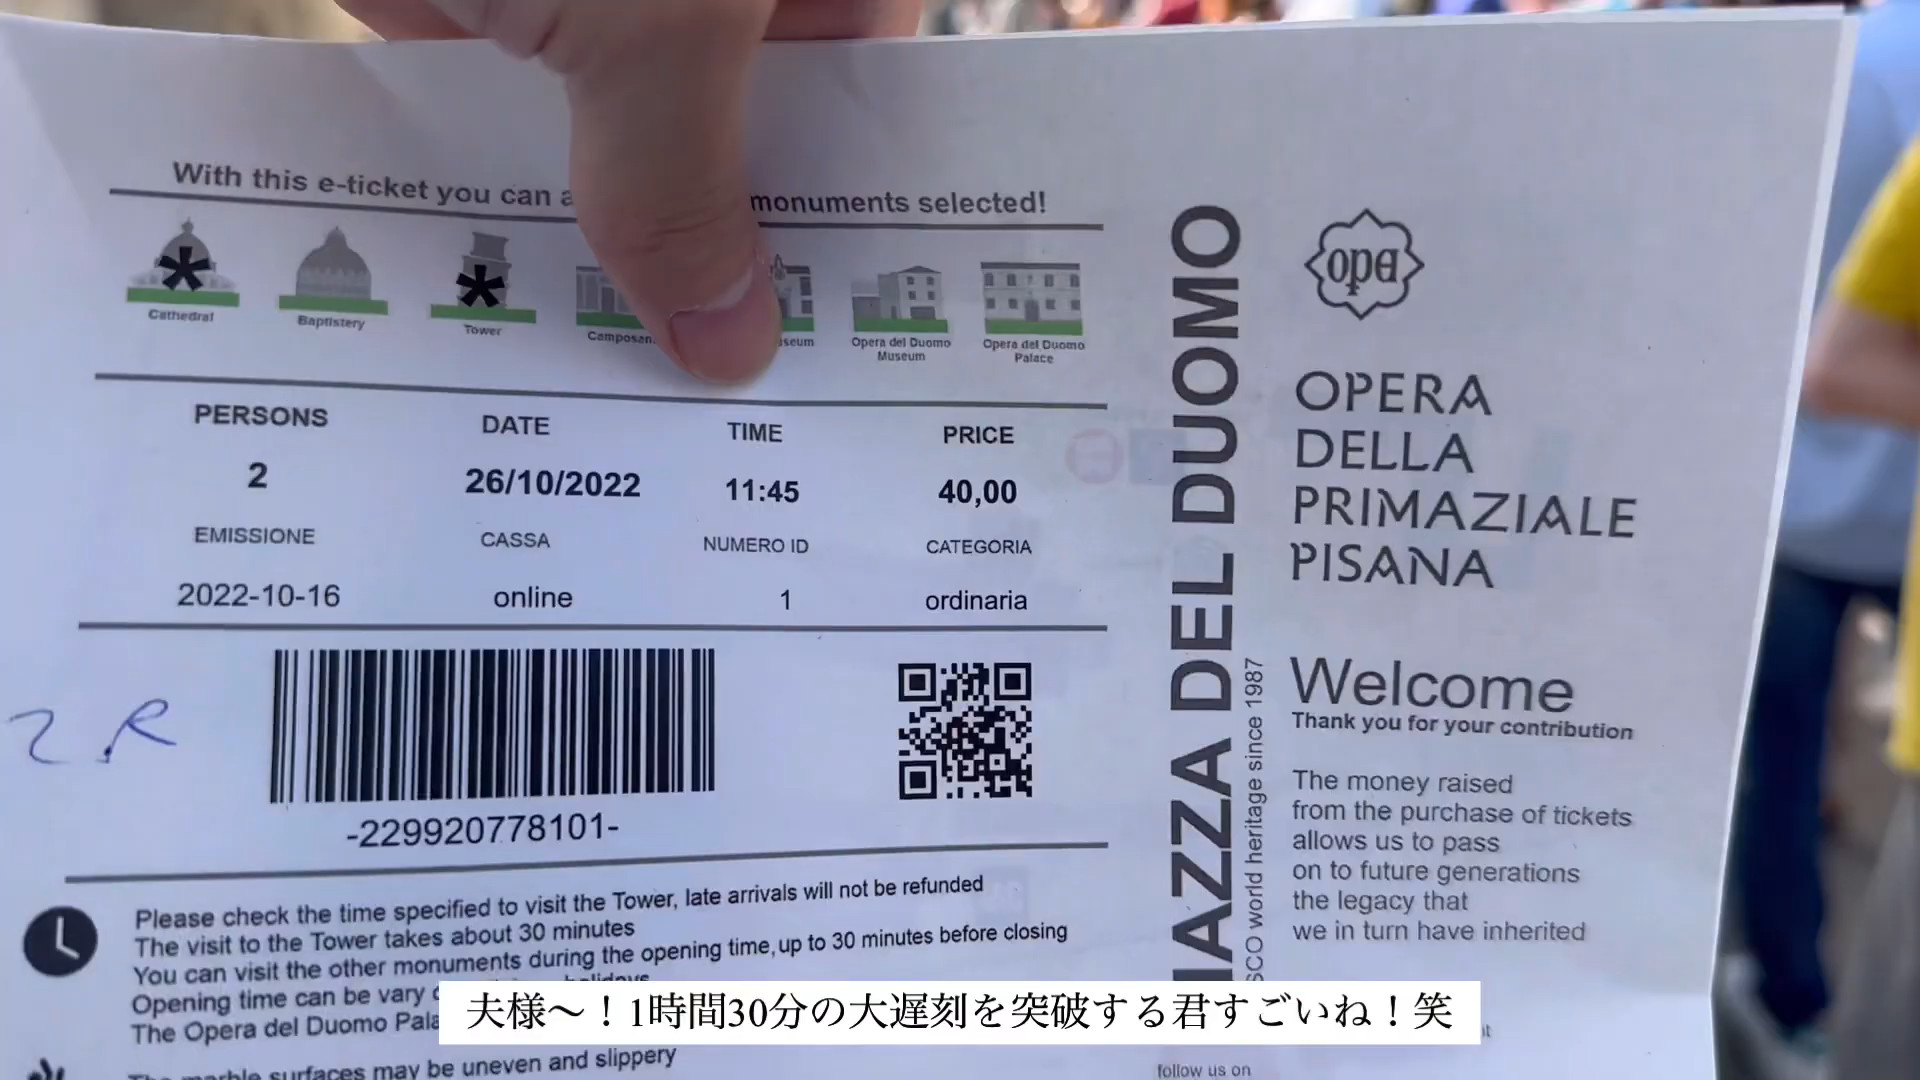 With this e-ticket you can a monuments selected!
Cathedral
Baptistery
Tower
Camposan
seum
Opera del Duomo
Museum
Opera del Duomo
Palace
PERSONS DATE TIME PRICE
2 26/10/2022 11:45 40,00
EMISSIONE CASSA NUMERO ID CATEGORIA
2022-10-16 online 1 ordinaria
2 R
-229920778101-
Please check the time specified to visit the Tower, late arrivals will not be refunded
The visit to the Tower takes about 30 minutes
You can visit the other monuments during the opening time, up to 30 minutes before closing
Opening time can be vary holidays
The Opera del Duomo Pala
The marble surfaces may be uneven and slippery
IAZZA DEL DUOMO
SCO world heritage since 1987
opa
OPERA
DELLA
PRIMAZIALE
PISANA
Welcome
Thank you for your contribution
The money raised
from the purchase of tickets
allows us to pass
on to future generations
the legacy that
we in turn have inherited
follow us on
夫様〜！1時間30分の大遅刻を突破する君すごいね！笑